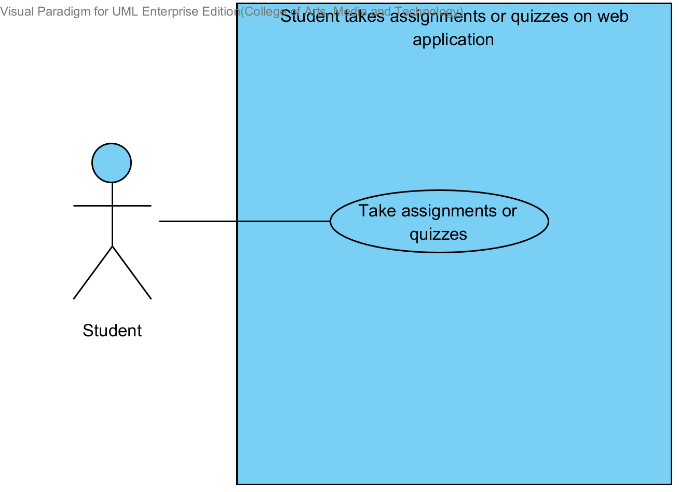 Visual Paradigm for UML Enterprise Edition(College of Arts, Media and Technology)
Student takes assignments or quizzes on web
application
Take assignments or
quizzes
Student